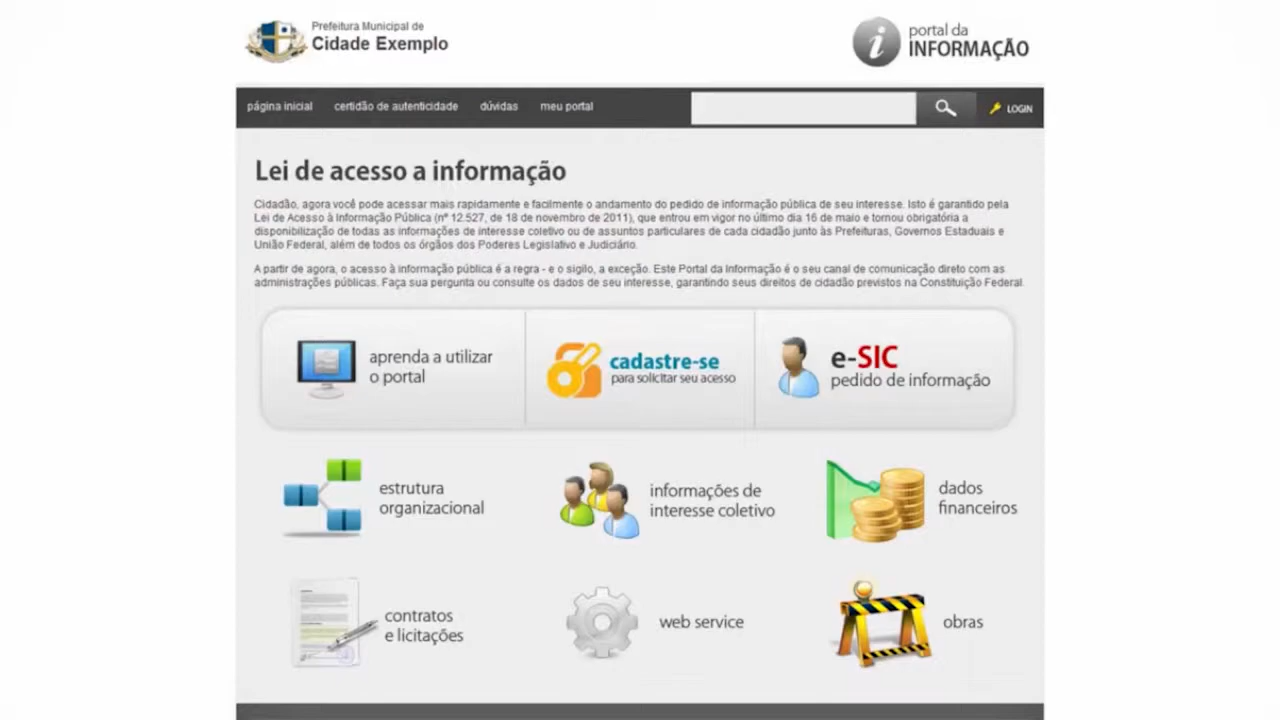 Prefeitura Municipal de
Cidade Exemplo
portal da
INFORMAÇÃO
página inicial certidão de autenticidade dúvidas meu portal LOGIN
Lei de acesso a informação
Cidadão, agora você pode acessar mais rapidamente e facilmente o andamento do pedido de informação pública de seu interesse. Isto é garantido pela
Lei de Acesso à Informação Pública (nº 12.527, de 18 de novembro de 2011), que entrou em vigor no último dia 16 de maio e tornou obrigatória a
disponibilização de todas as informações de interesse coletivo ou de assuntos particulares de cada cidadão junto às Prefeituras, Governos Estaduais e
União Federal, além de todos os órgãos dos Poderes Legislativo e Judiciário.
A partir de agora, o acesso à informação pública é a regra - e o sigilo, a exceção. Este Portal da Informação é o seu canal de comunicação direto com as
administrações públicas. Faça sua pergunta ou consulte os dados de seu interesse, garantindo seus direitos de cidadão previstos na Constituição Federal.
aprenda a utilizar
o portal
cadastre-se
para solicitar seu acesso
e-SIC
pedido de informação
estrutura
organizacional
informações de
interesse coletivo
dados
financeiros
contratos
e licitações
web service
obras